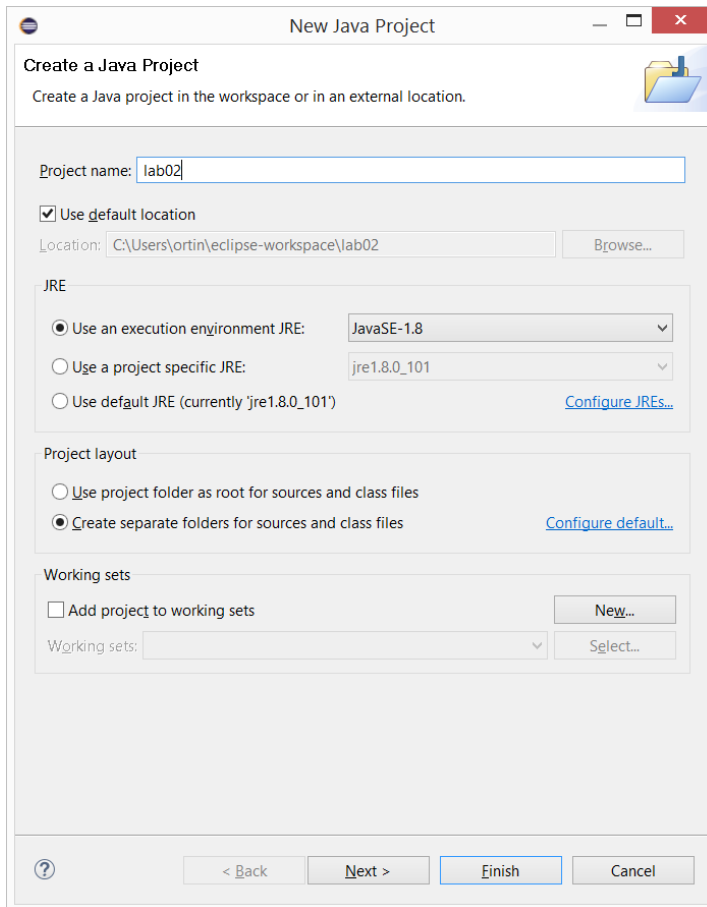 New Java Project
Create a Java Project
Create a Java project in the workspace or in an external location.
Project name: lab02
Use default location
Location: C:\Users\ortin\eclipse-workspace\lab02 Browse...
JRE
Use an execution environment JRE: JavaSE-1.8
Use a project specific JRE: jre1.8.0_101
Use default JRE (currently 'jre1.8.0_101') Configure JREs...
Project layout
Use project folder as root for sources and class files
Create separate folders for sources and class files Configure default...
Working sets
Add project to working sets New...
Working sets: Select...
? < Back Next > Finish Cancel